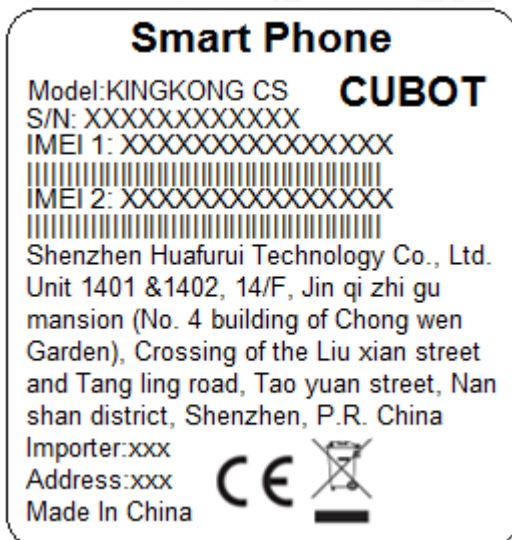 Smart Phone
Model:KINGKONG CS CUBOT
S/N: XXXXXXXXXXXX
IMEI 1: XXXXXXXXXXXXXXX
IMEI 2: XXXXXXXXXXXXXXX
Shenzhen Huafurui Technology Co., Ltd.
Unit 1401 &1402, 14/F, Jin qi zhi gu
mansion (No. 4 building of Chong wen
Garden), Crossing of the Liu xian street
and Tang ling road, Tao yuan street, Nan
shan district, Shenzhen, P.R. China
Importer:xxx
Address:xxx
Made In China
CE